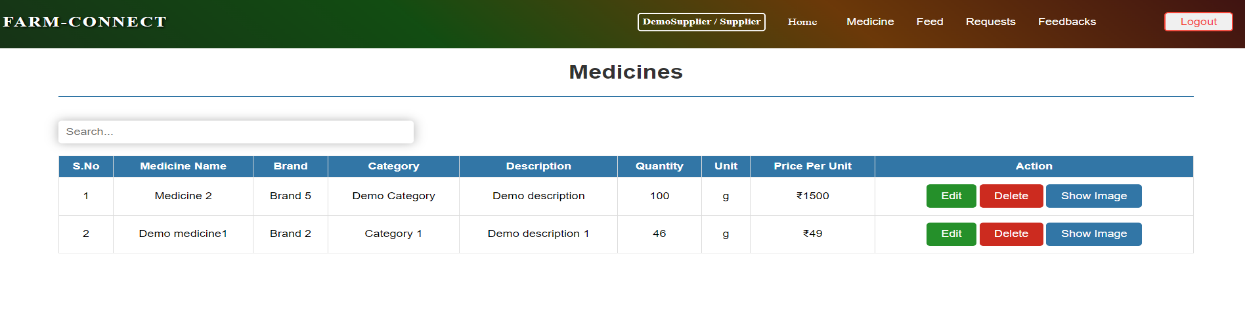 FARM-CONNECT DemoSupplier / Supplier Home Medicine Feed Requests Feedbacks Logout
Medicines
Search...
S.No Medicine Name Brand Category Description Quantity Unit Price Per Unit Action
1 Medicine 2 Brand 5 Demo Category Demo description 100 g ₹1500 Edit Delete Show Image
2 Demo medicine1 Brand 2 Category 1 Demo description 1 46 g ₹49 Edit Delete Show Image